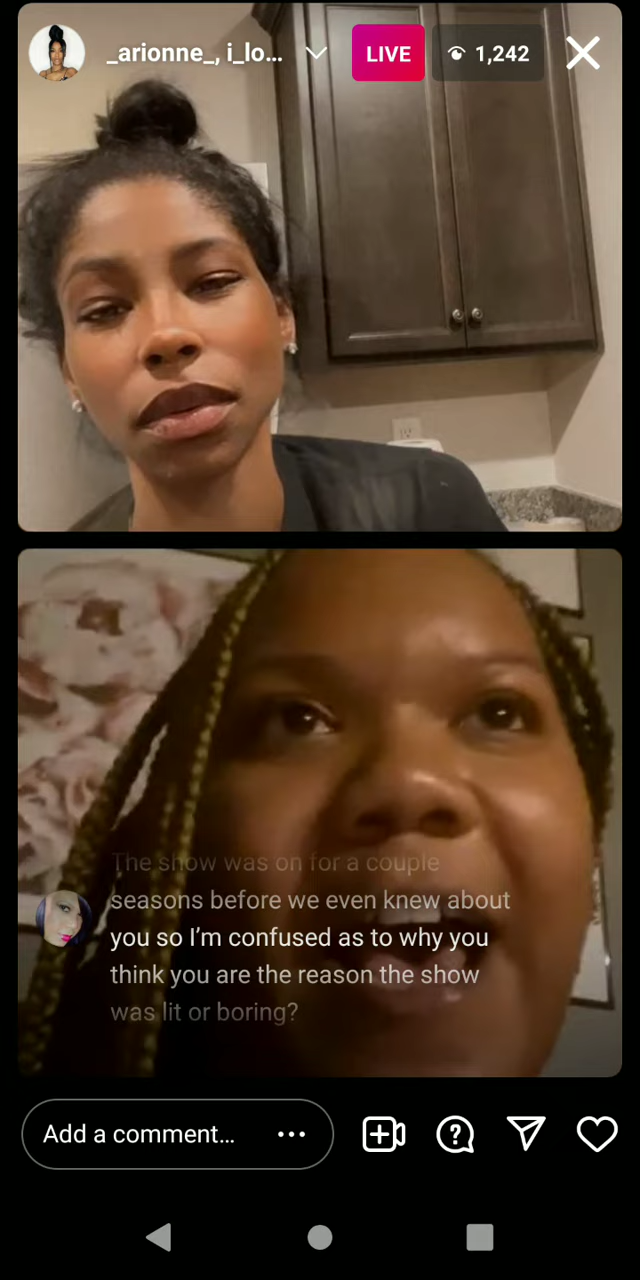 _arionne_, i_lo...
LIVE
1,242
The show was on for a couple
seasons before we even knew about
you so I’m confused as to why you
think you are the reason the show
was lit or boring?
Add a comment...